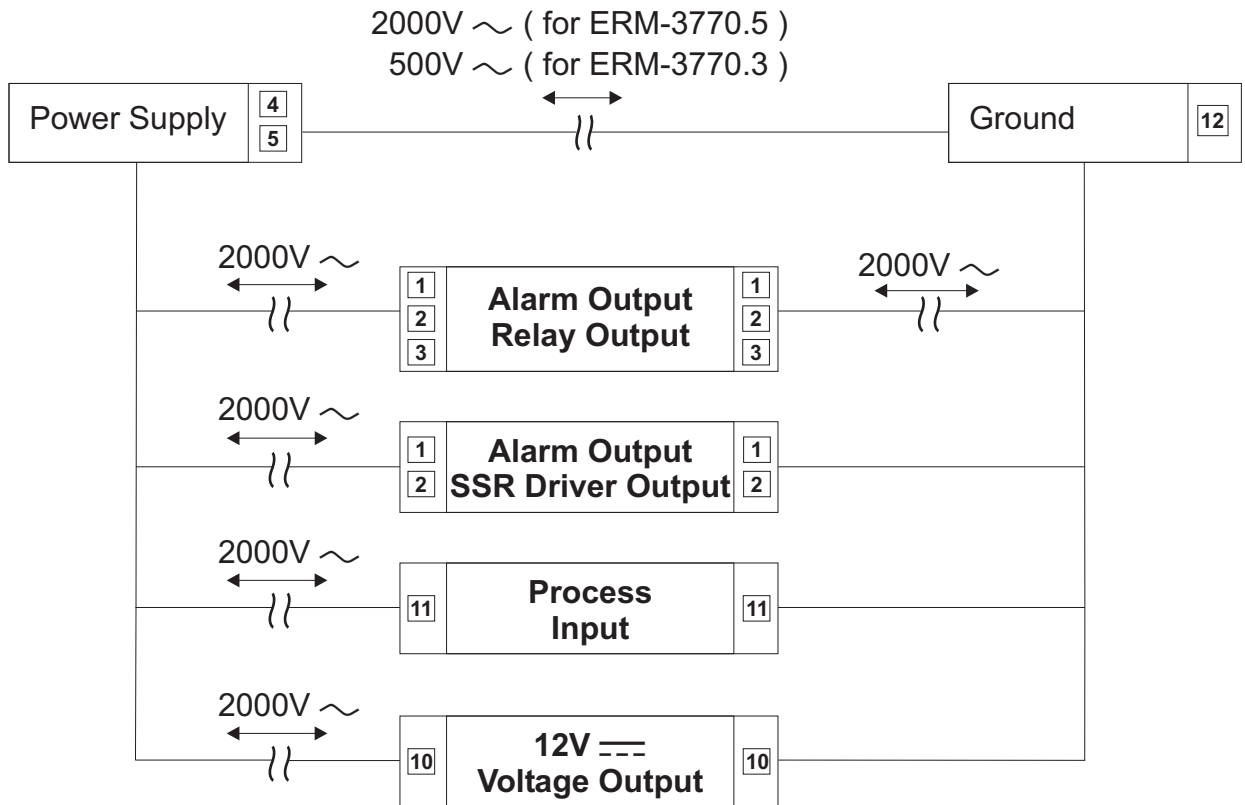 2000V ~ ( for ERM-3770.5 )
500V ~ ( for ERM-3770.3 )
Power Supply
4
5
Ground
12
2000V ~
1
2
3
Alarm Output
Relay Output
1
2
3
2000V ~
2000V ~
1
2
Alarm Output
SSR Driver Output
1
2
2000V ~
11
Process
Input
11
2000V ~
10
12V ⎓
Voltage Output
10